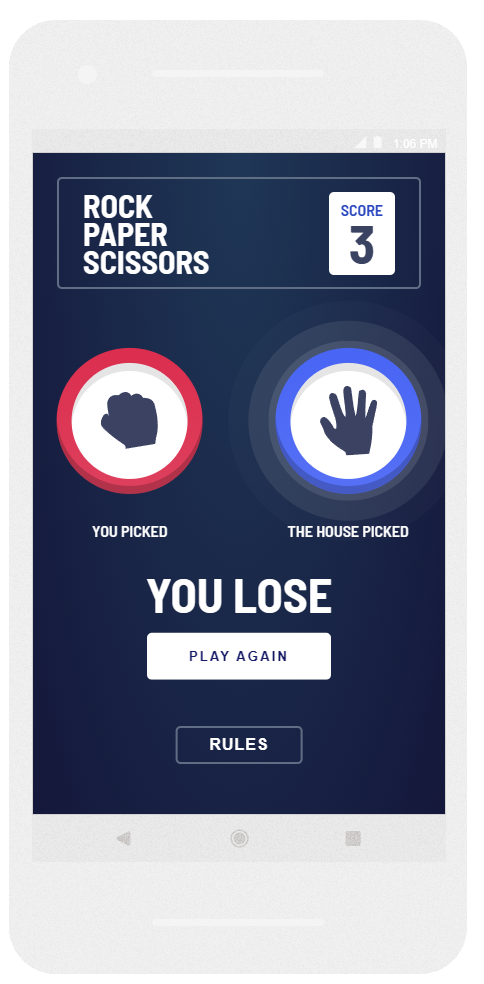 1:06 PM
ROCK
PAPER
SCISSORS
SCORE
3
YOU PICKED
THE HOUSE PICKED
YOU LOSE
PLAY AGAIN
RULES